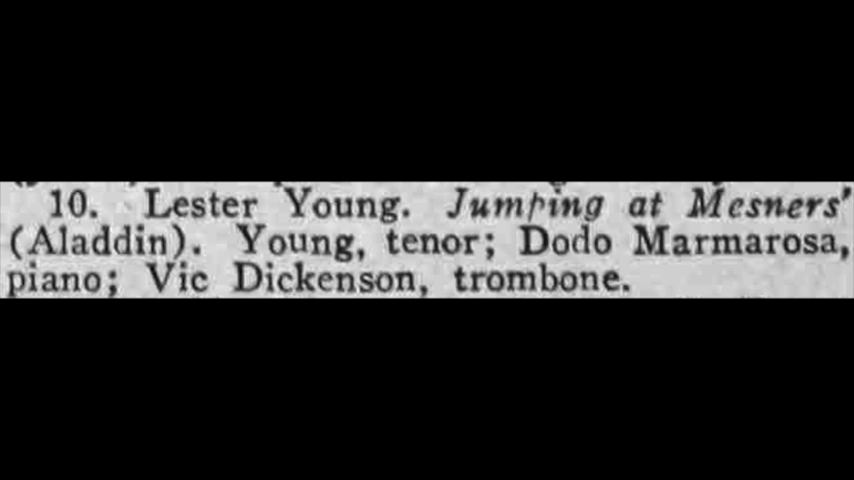 10. Lester Young. Jumping at Mesners'
(Aladdin). Young, tenor; Dodo Marmarosa,
piano; Vic Dickenson, trombone.